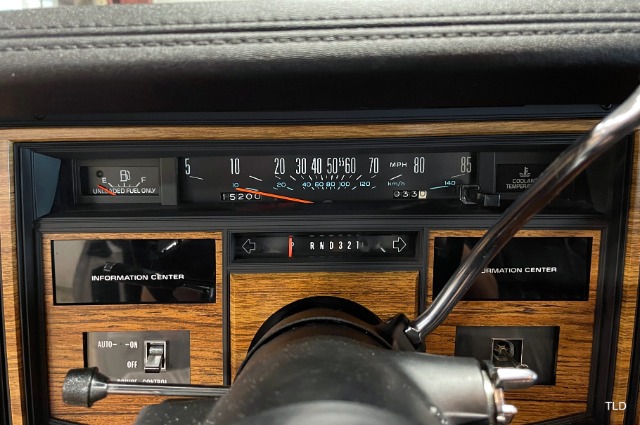 5 10 20 30 40 50 55 60 70 MPH 80 85
E F
UNLEADED FUEL ONLY
10 20 40 60 80 100 120 km/h 140
COOLANT
TEMPERATURE
15200 033
P R N D 3 2 1
INFORMATION CENTER
INFORMATION CENTER
AUTO- -ON
OFF
CRUISE CONTROL
TLD